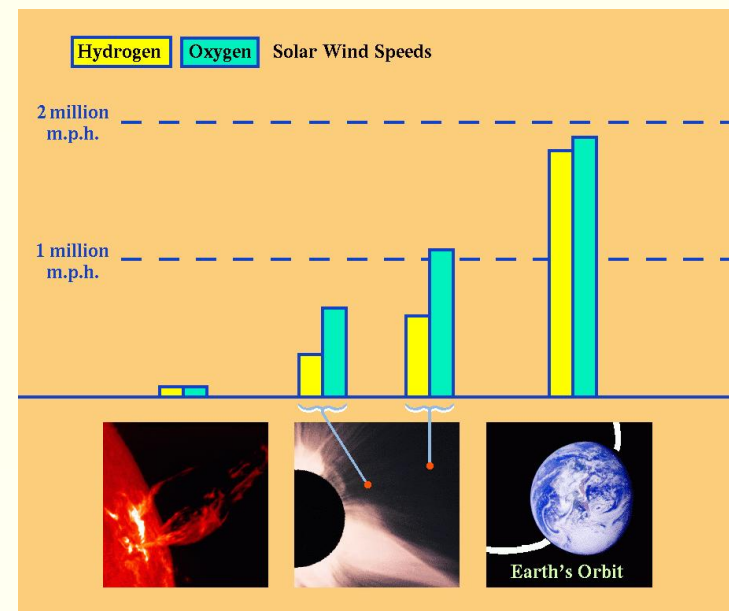 Hydrogen Oxygen Solar Wind Speeds
2 million
m.p.h.
1 million
m.p.h.
Earth's Orbit